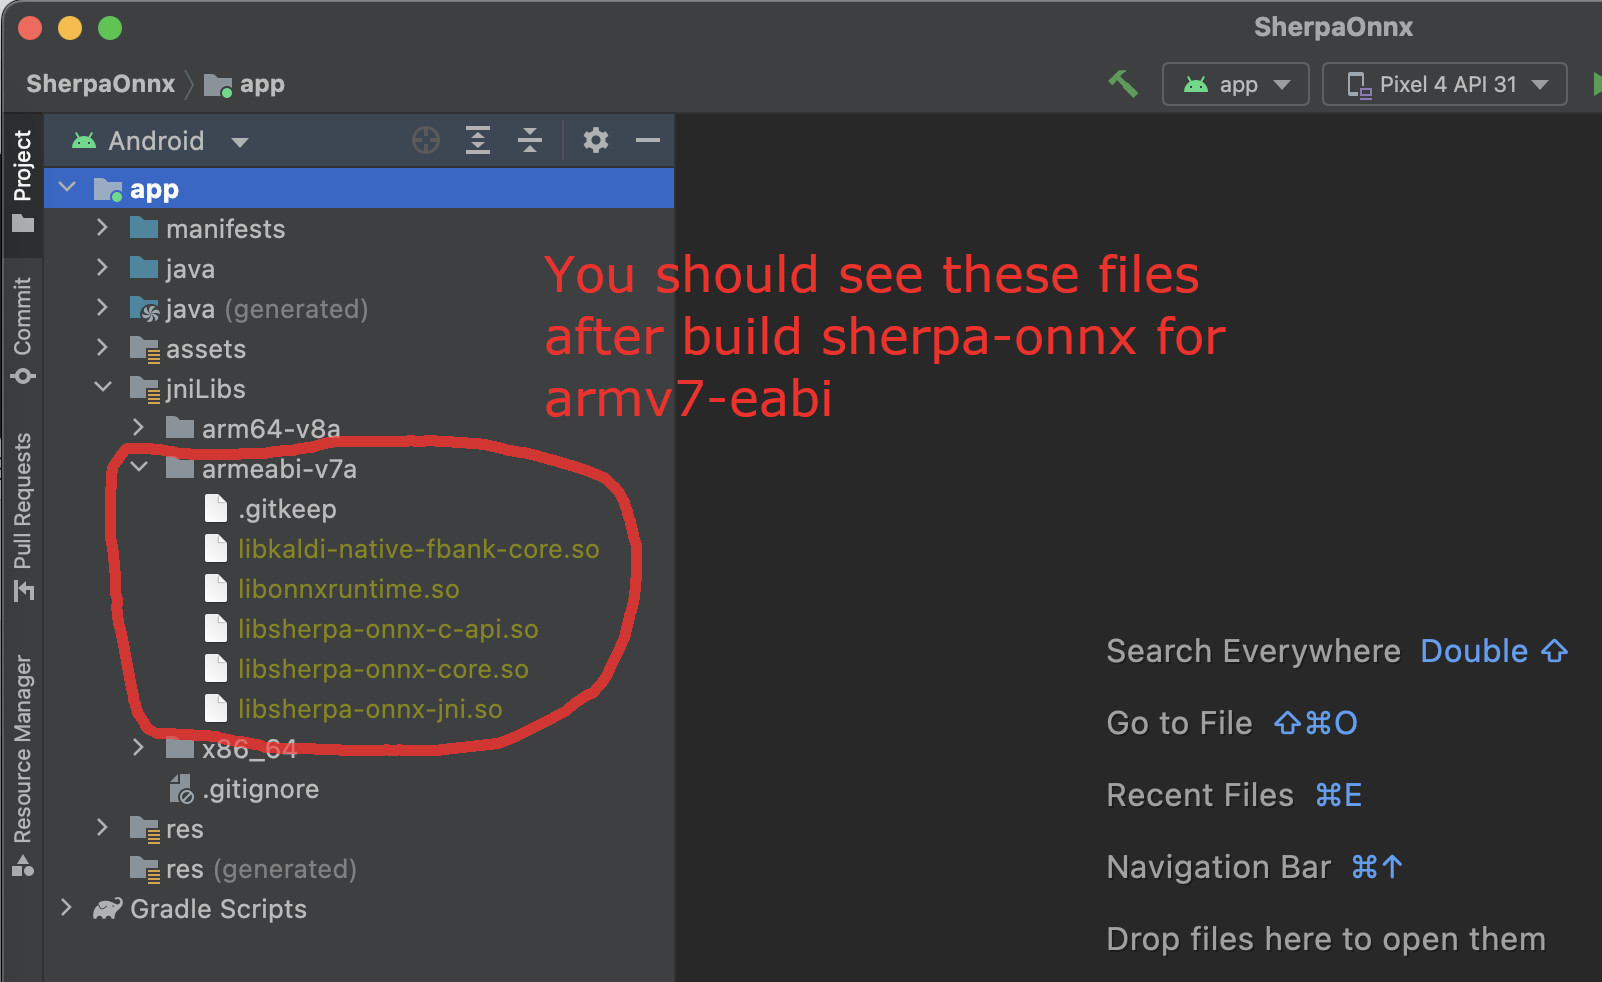 SherpaOnnx
SherpaOnnx
app
app
Pixel 4 API 31
Project
Commit
Pull Requests
Resource Manager
Android
app
manifests
java
java (generated)
assets
jniLibs
arm64-v8a
armeabi-v7a
.gitkeep
libkaldi-native-fbank-core.so
libonnxruntime.so
libsherpa-onnx-c-api.so
libsherpa-onnx-core.so
libsherpa-onnx-jni.so
x86_64
.gitignore
res
res (generated)
Gradle Scripts
You should see these files
after build sherpa-onnx for
armv7-eabi
Search Everywhere Double ⇧
Go to File ⇧⌘O
Recent Files ⌘E
Navigation Bar ⌘↑
Drop files here to open them